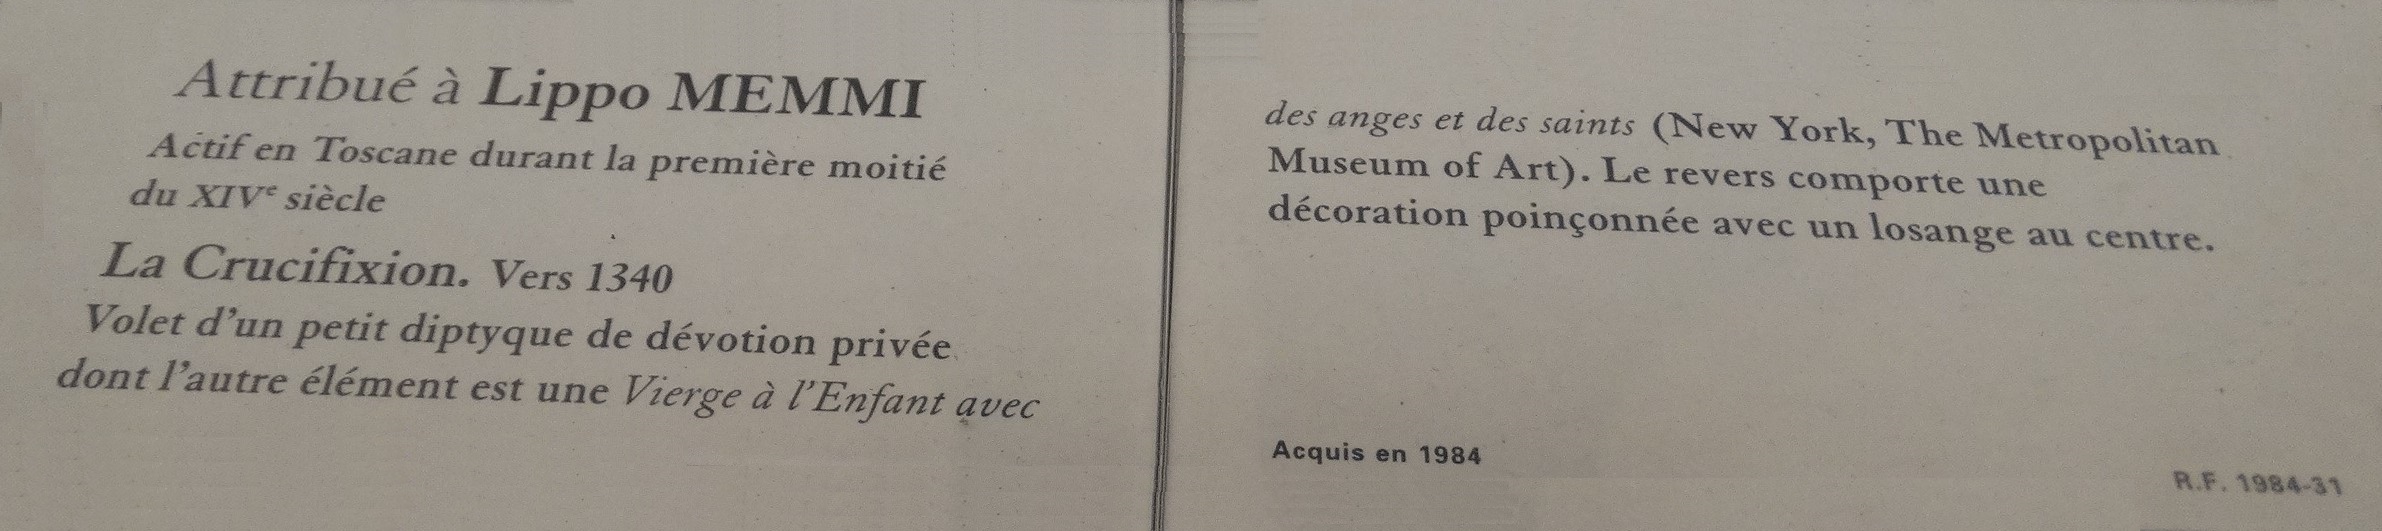 Attribué à Lippo MEMMI
Actif en Toscane durant la première moitié
du XIVe siècle
La Crucifixion. Vers 1340
Volet d'un petit diptyque de dévotion privée
dont l'autre élément est une Vierge à l'Enfant avec
des anges et des saints (New York, The Metropolitan
Museum of Art). Le revers comporte une
décoration poinçonnée avec un losange au centre.
Acquis en 1984
R.F. 1984-31